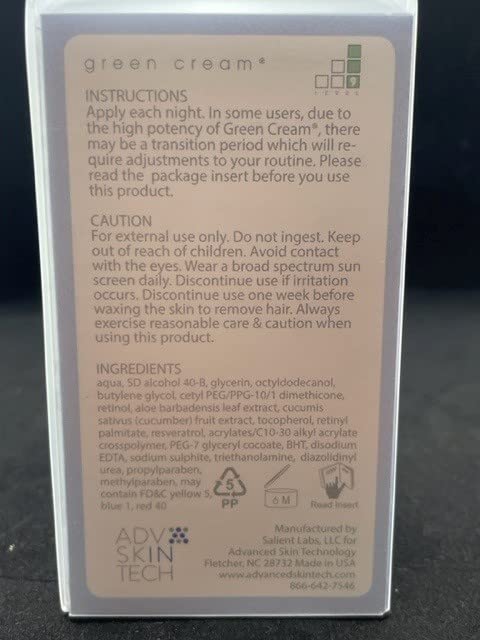 green cream®
INSTRUCTIONS
Apply each night. In some users, due to
the high potency of Green Cream®, there
may be a transition period which will re-
quire adjustments to your routine. Please
read the package insert before you use
this product.
CAUTION
For external use only. Do not ingest. Keep
out of reach of children. Avoid contact
with the eyes. Wear a broad spectrum sun
screen daily. Discontinue use if irritation
occurs. Discontinue use one week before
waxing the skin to remove hair. Always
exercise reasonable care & caution when
using this product.
INGREDIENTS
aqua, SD alcohol 40-B, glycerin, octyldodecanol,
butylene glycol, cetyl PEG/PPG-10/1 dimethicone,
retinol, aloe barbadensis leaf extract, cucumis
sativus (cucumber) fruit extract, tocopherol, retinyl
palmitate, resveratrol, acrylates/C10-30 alkyl acrylate
crosspolymer, PEG-7 glyceryl cocoate, BHT, disodium
EDTA, sodium sulphite, triethanolamine, diazolidinyl
urea, propylparaben,
methylparaben, may
contain FD&C yellow 5,
blue 1, red 40
5
PP
6 M
Read Insert
ADV
SKIN
TECH
Manufactured by
Salient Labs, LLC for
Advanced Skin Technology
Fletcher, NC 28732 Made in USA
www.advancedskintech.com
866-642-7546